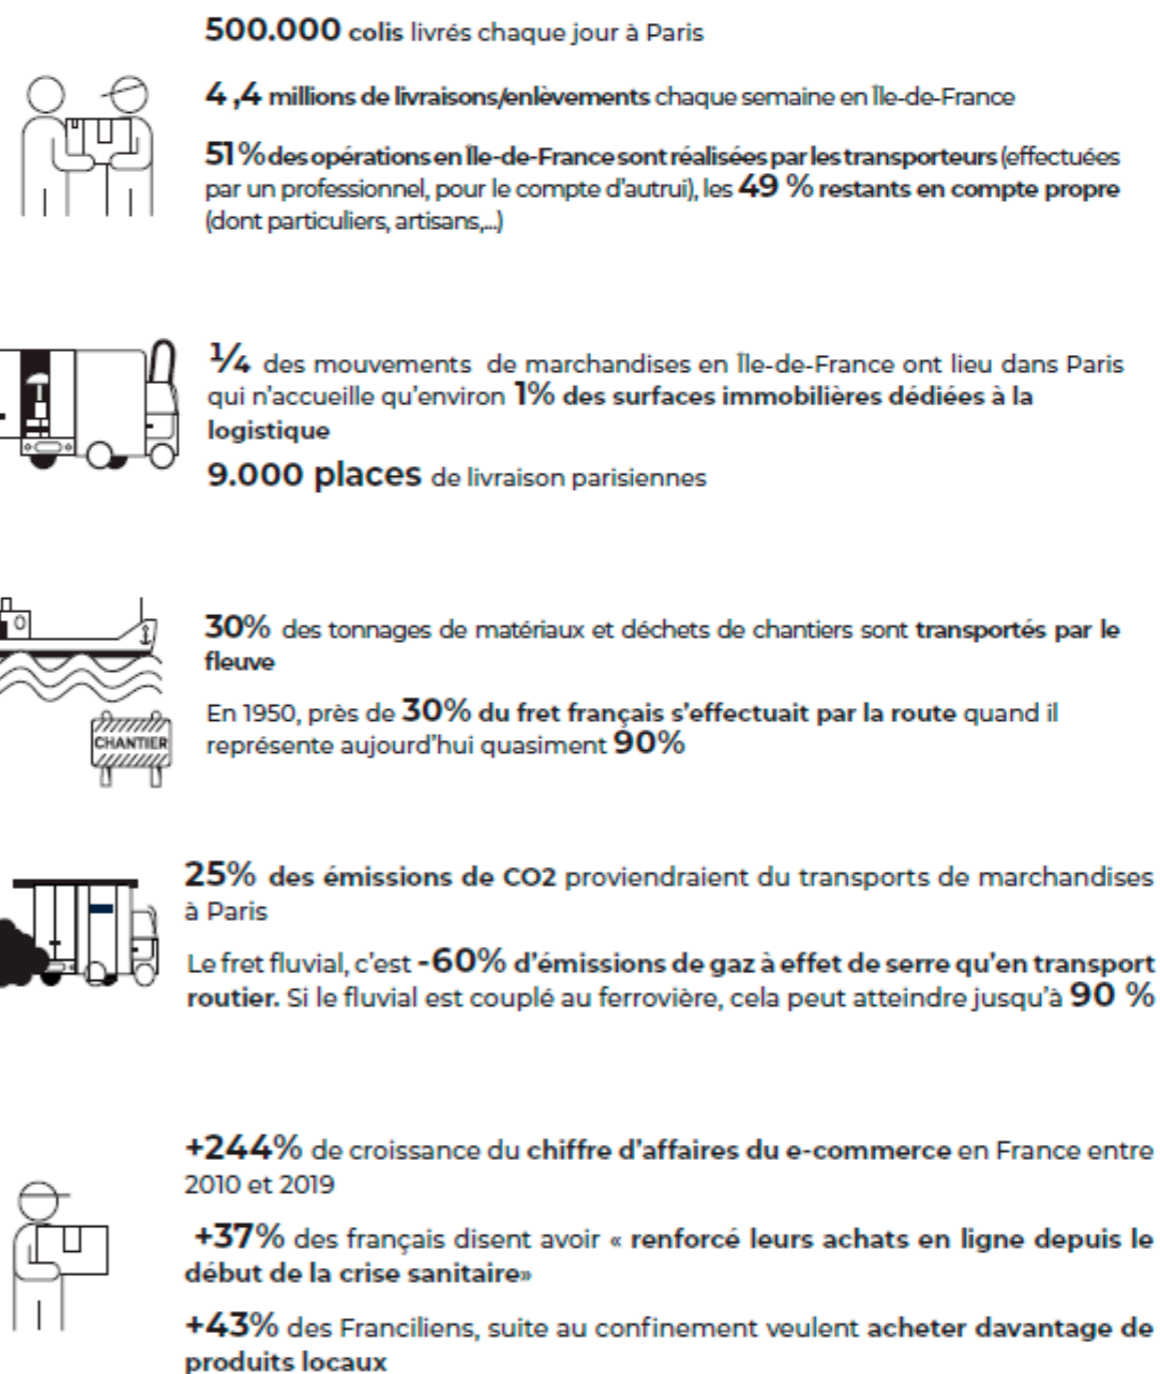 500.000 colis livrés chaque jour à Paris
4 ,4 millions de livraisons/enlèvements chaque semaine en Île-de-France
51 % des opérations en Île-de-France sont réalisées par les transporteurs (effectuées
par un professionnel, pour le compte d'autrui), les 49 % restants en compte propre
(dont particuliers, artisans,...)
¼ des mouvements de marchandises en Île-de-France ont lieu dans Paris
qui n'accueille qu'environ 1% des surfaces immobilières dédiées à la
logistique
9.000 places de livraison parisiennes
30% des tonnages de matériaux et déchets de chantiers sont transportés par le
fleuve
En 1950, près de 30% du fret français s'effectuait par la route quand il
représente aujourd'hui quasiment 90%
CHANTIER
25% des émissions de CO2 proviendraient du transports de marchandises
à Paris
Le fret fluvial, c'est -60% d'émissions de gaz à effet de serre qu'en transport
routier. Si le fluvial est couplé au ferrovière, cela peut atteindre jusqu'à 90 %
+244% de croissance du chiffre d'affaires du e-commerce en France entre
2010 et 2019
+37% des français disent avoir « renforcé leurs achats en ligne depuis le
début de la crise sanitaire»
+43% des Franciliens, suite au confinement veulent acheter davantage de
produits locaux